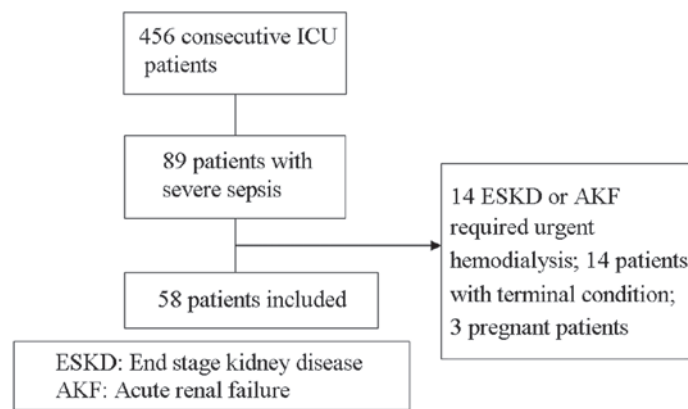 456 consecutive ICU
patients
89 patients with
severe sepsis
14 ESKD or AKF
required urgent
hemodialysis; 14 patients
with terminal condition;
3 pregnant patients
58 patients included
ESKD: End stage kidney disease
AKF: Acute renal failure